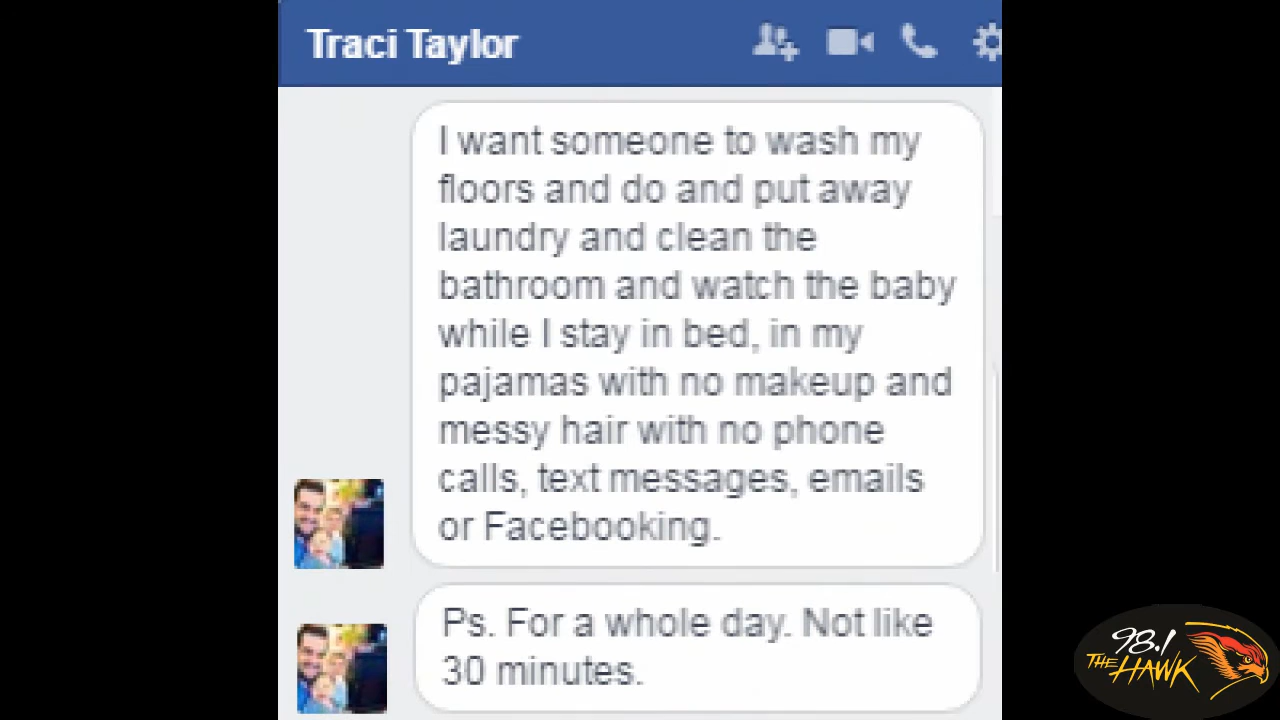 Traci Taylor
I want someone to wash my
floors and do and put away
laundry and clean the
bathroom and watch the baby
while I stay in bed, in my
pajamas with no makeup and
messy hair with no phone
calls, text messages, emails
or Facebooking.
Ps. For a whole day. Not like
30 minutes.
98.1
THE HAWK